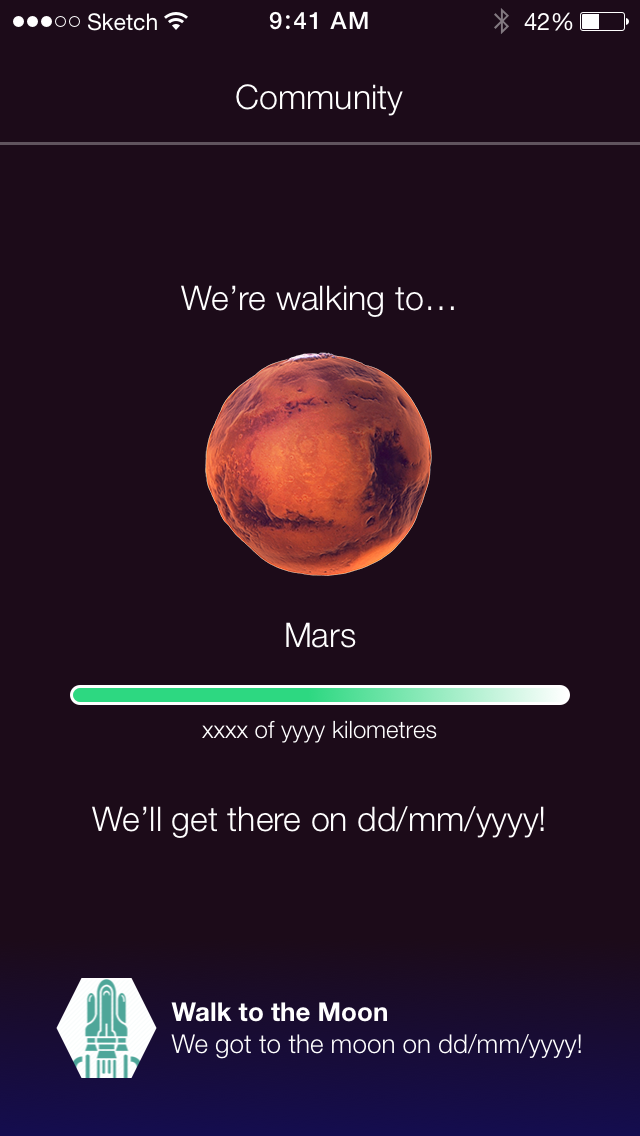 Sketch 9:41 AM 42%
Community
We’re walking to…
Mars
xxxx of yyyy kilometres
We’ll get there on dd/mm/yyyy!
Walk to the Moon
We got to the moon on dd/mm/yyyy!